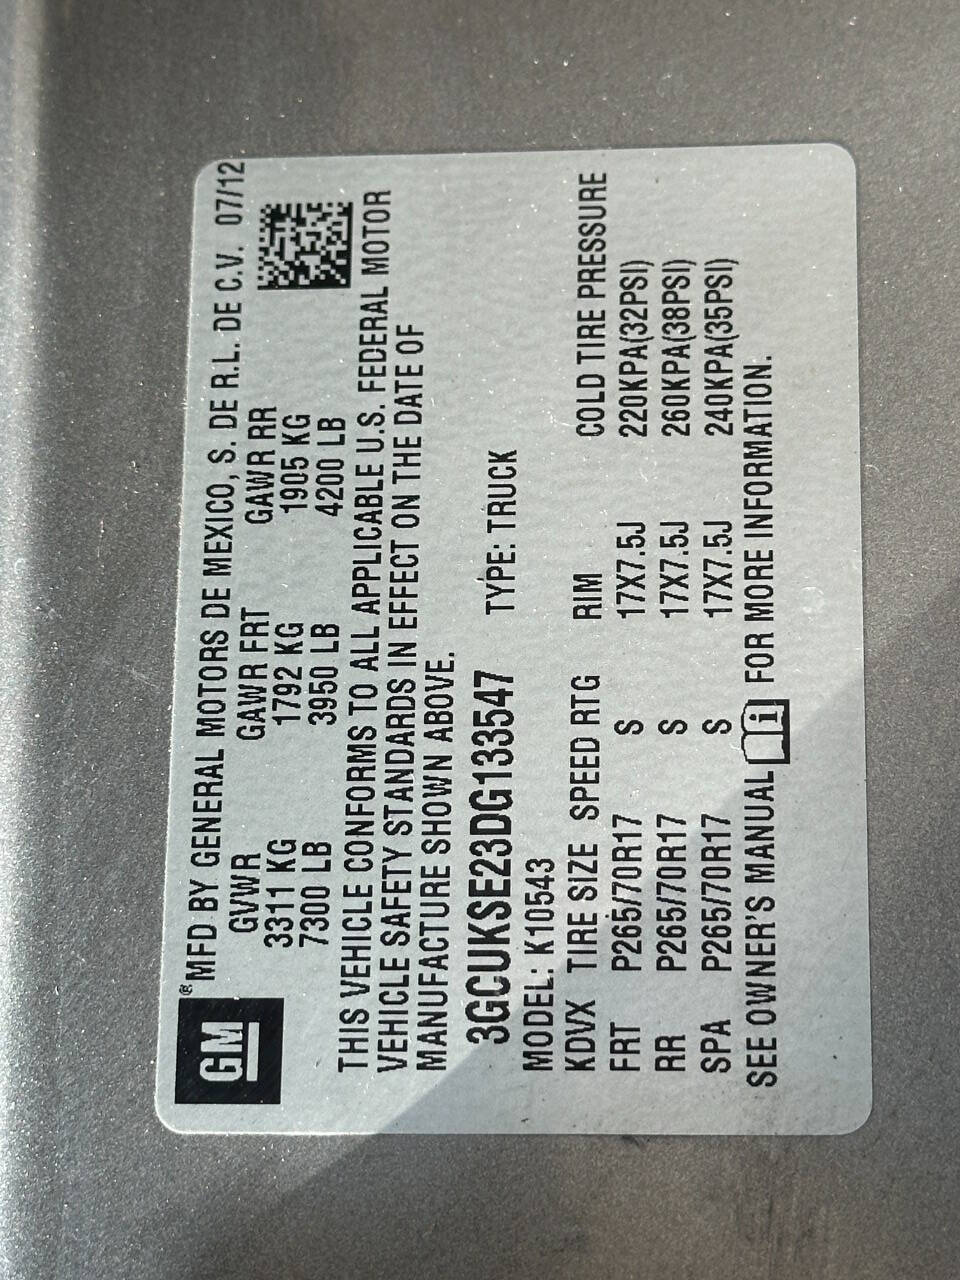 GM ® MFD BY GENERAL MOTORS DE MEXICO, S. DE R.L. DE C.V. 07/12
GVWR GAWR FRT GAWR RR
3311 KG 1792 KG 1905 KG
7300 LB 3950 LB 4200 LB
THIS VEHICLE CONFORMS TO ALL APPLICABLE U.S. FEDERAL MOTOR
VEHICLE SAFETY STANDARDS IN EFFECT ON THE DATE OF
MANUFACTURE SHOWN ABOVE.
3GCUKSE23DG133547 TYPE: TRUCK
MODEL: K10543
KDVX TIRE SIZE SPEED RTG RIM COLD TIRE PRESSURE
FRT P265/70R17 S 17X7.5J 220KPA(32PSI)
RR P265/70R17 S 17X7.5J 260KPA(38PSI)
SPA P265/70R17 S 17X7.5J 240KPA(35PSI)
SEE OWNER'S MANUAL i FOR MORE INFORMATION.